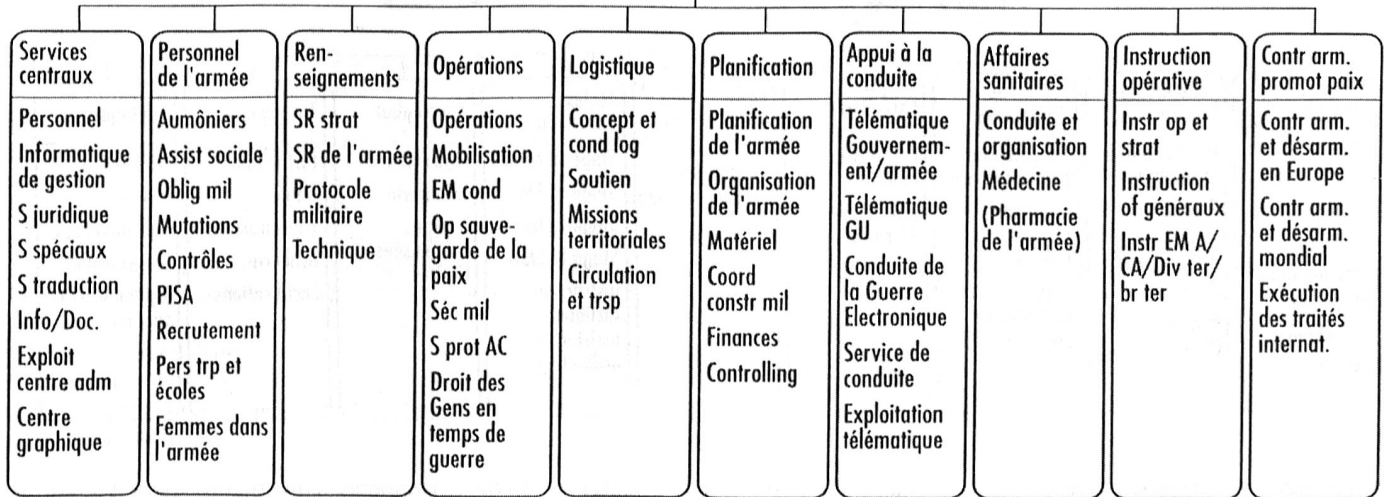 Services
centraux
Personnel
Informatique
de gestion
S juridique
S spéciaux
S traduction
Info/Doc.
Exploit
centre adm
Centre
graphique
Personnel
de l'armée
Aumôniers
Assist sociale
Oblig mil
Mutations
Contrôles
PISA
Recrutement
Pers trp et
écoles
Femmes dans
l'armée
Ren-
seignements
SR strat
SR de l'armée
Protocole
militaire
Technique
Opérations
Opérations
Mobilisation
EM cond
Op sauve-
garde de la
paix
Séc mil
S prot AC
Droit des
Gens en
temps de
guerre
Logistique
Concept et
cond log
Soutien
Missions
territoriales
Circulation
et trsp
Planification
Planification
de l'armée
Organisation
de l'armée
Matériel
Coord
constr mil
Finances
Controlling
Appui à la
conduite
Télématique
Gouvernem-
ent/armée
Télématique
GU
Conduite de
la Guerre
Electronique
Service de
conduite
Exploitation
télématique
Affaires
sanitaires
Conduite et
organisation
Médecine
(Pharmacie
de l'armée)
Instruction
opérative
Instr op et
strat
Instruction
of généraux
Instr EM A/
CA/Div ter/
br ter
Contr arm.
promot paix
Contr arm.
et désarm.
en Europe
Contr arm.
et désarm.
mondial
Exécution
des traités
internat.